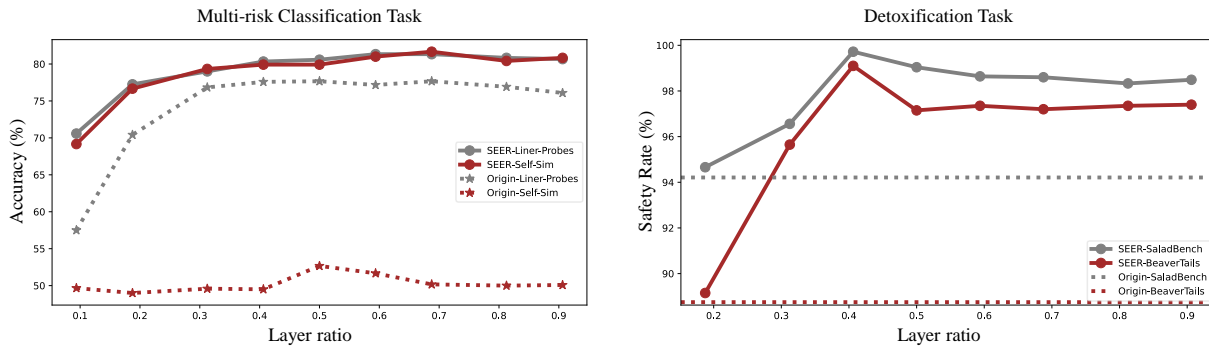 Multi-risk Classification Task
Accuracy (%)
80
75
70
65
60
55
50
SEER-Liner-Probes
SEER-Self-Sim
Origin-Liner-Probes
Origin-Self-Sim
0.1 0.2 0.3 0.4 0.5 0.6 0.7 0.8 0.9
Layer ratio
Detoxification Task
Safety Rate (%)
100
98
96
94
92
90
SEER-SaladBench
SEER-BeaverTails
Origin-SaladBench
Origin-BeaverTails
0.2 0.3 0.4 0.5 0.6 0.7 0.8 0.9
Layer ratio